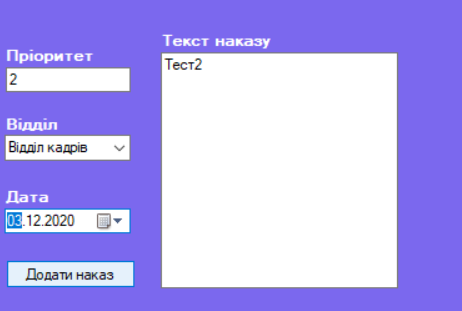 Пріоритет
2
Відділ
Відділ кадрів
Дата
03.12.2020
Додати наказ
Текст наказу
Тест2